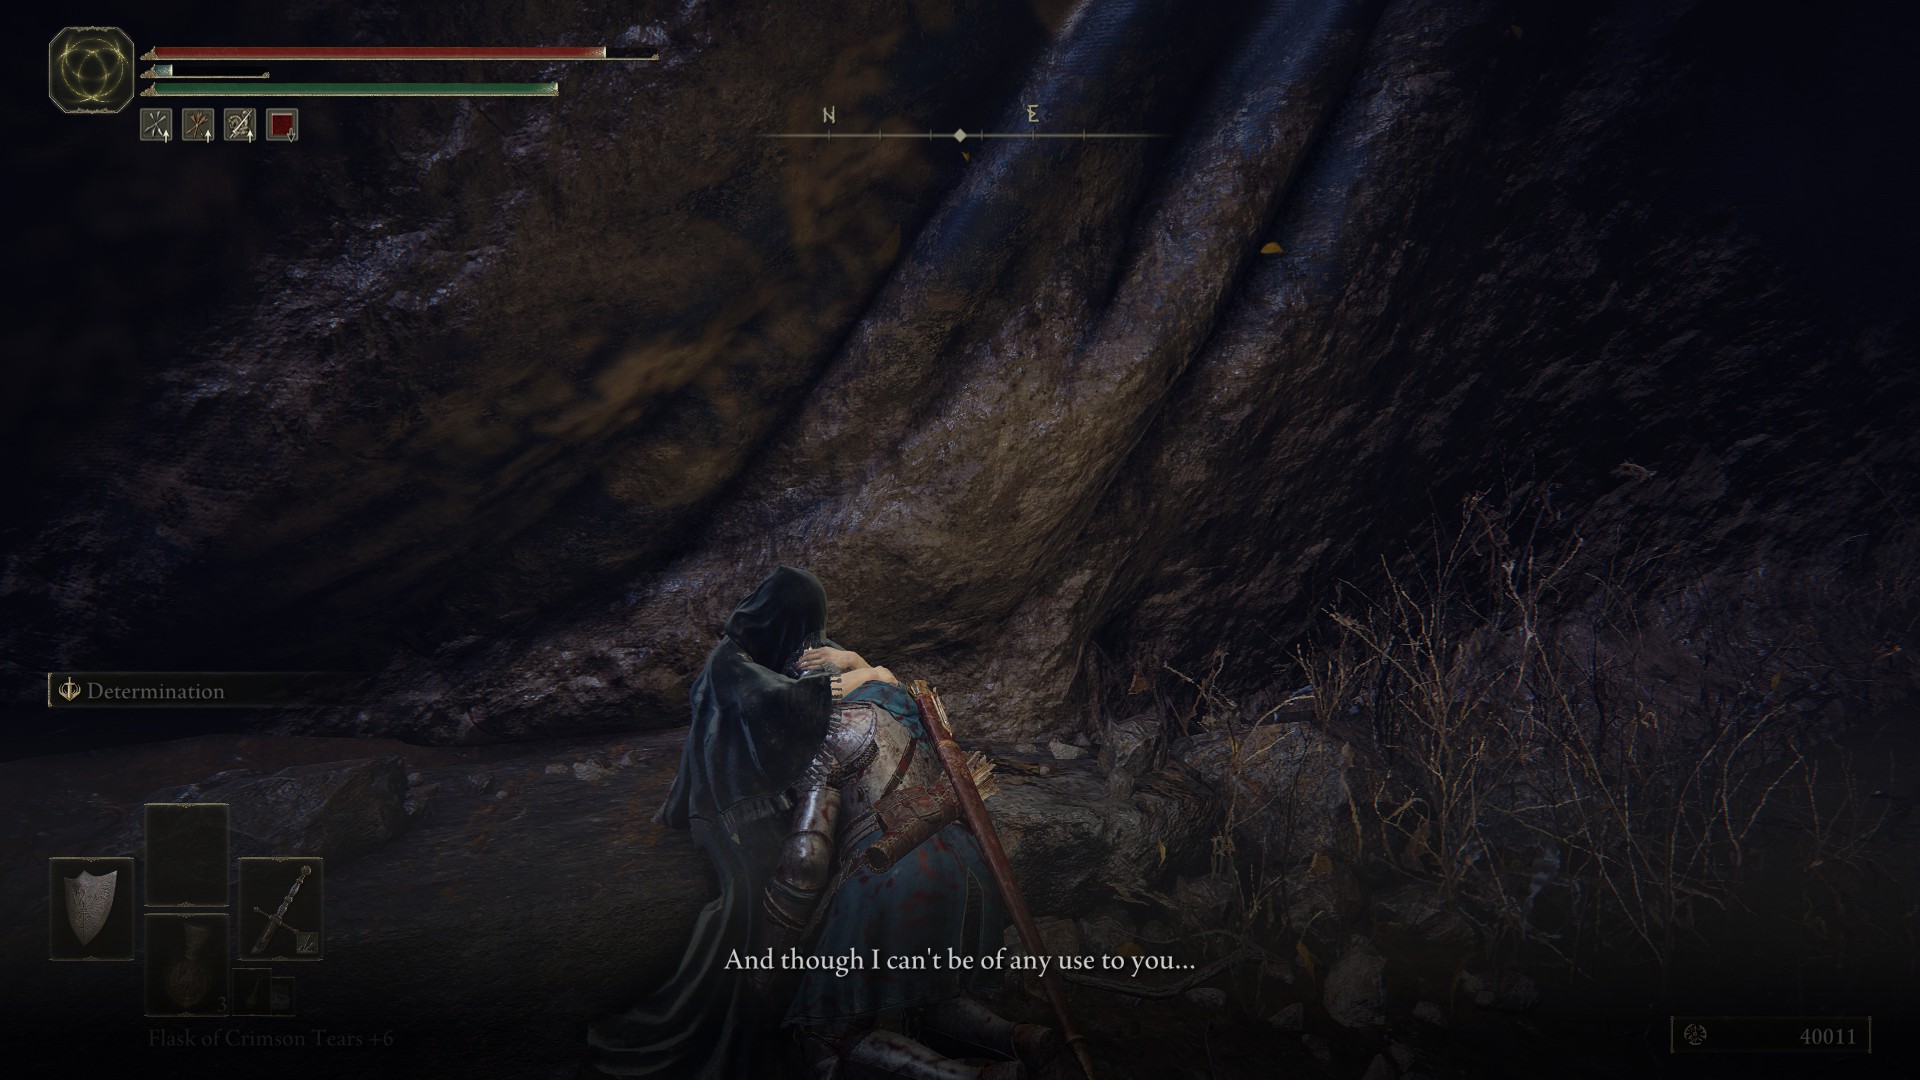 N E
Determination
3
And though I can't be of any use to you...
Flask of Crimson Tears +6
40011